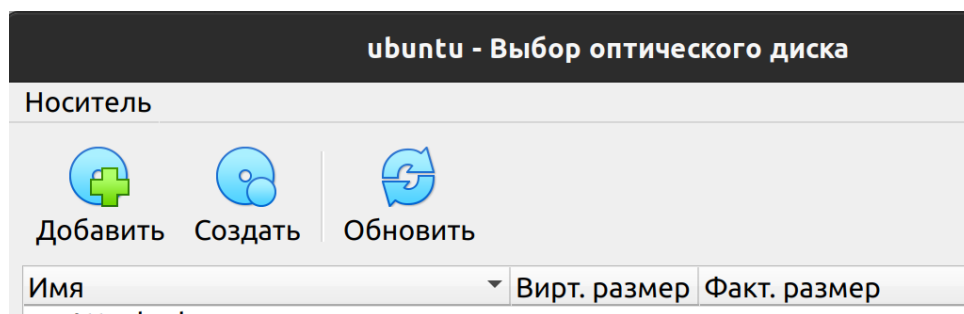 ubuntu - Выбор оптического диска
Носитель
Добавить Создать Обновить
Имя Вирт. размер Факт. размер